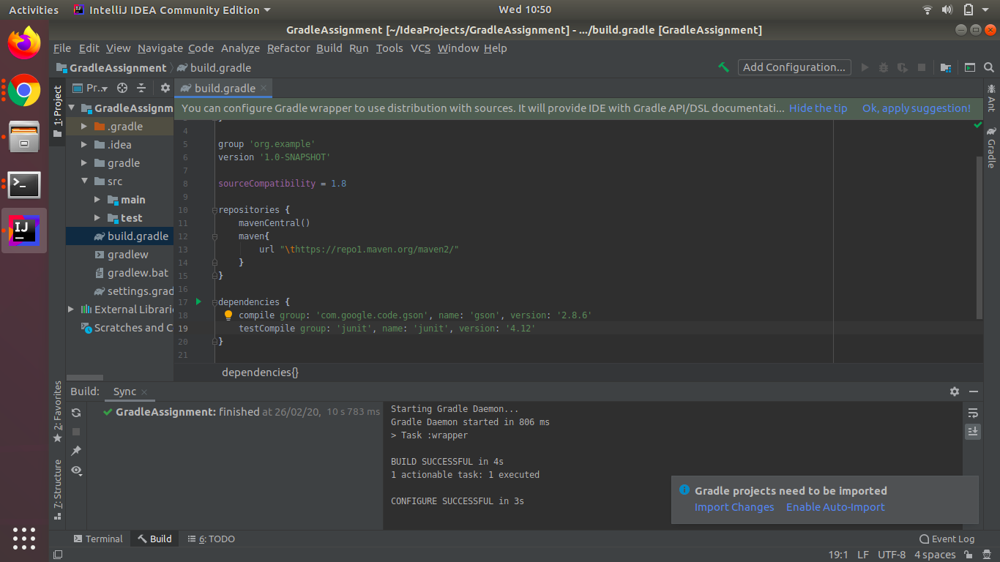 Activities IntelliJ IDEA Community Edition Wed 10:50
GradleAssignment [~/IdeaProjects/GradleAssignment] - .../build.gradle [GradleAssignment]
File Edit View Navigate Code Analyze Refactor Build Run Tools VCS Window Help
GradleAssignment build.gradle Add Configuration...
1: Project
Pr..
GradleAssignm
.gradle
.idea
gradle
src
main
test
build.gradle
gradlew
gradlew.bat
settings.grad
External Librari
Scratches and C
build.gradle
You can configure Gradle wrapper to use distribution with sources. It will provide IDE with Gradle API/DSL documentati... Hide the tip Ok, apply suggestion!
4
5 group 'org.example'
6 version '1.0-SNAPSHOT'
7
8 sourceCompatibility = 1.8
9
10 repositories {
11 mavenCentral()
12 maven{
13 url "\thttps://repo1.maven.org/maven2/"
14 }
15 }
16
17 dependencies {
18 compile group: 'com.google.code.gson', name: 'gson', version: '2.8.6'
19 testCompile group: 'junit', name: 'junit', version: '4.12'
20 }
21
dependencies{}
Ant
Gradle
2: Favorites
7: Structure
Build: Sync
GradleAssignment: finished at 26/02/20, 10 s 783 ms
Starting Gradle Daemon...
Gradle Daemon started in 806 ms
> Task :wrapper
BUILD SUCCESSFUL in 4s
1 actionable task: 1 executed
CONFIGURE SUCCESSFUL in 3s
Gradle projects need to be imported
Import Changes Enable Auto-Import
Terminal Build 6: TODO Event Log
19:1 LF UTF-8 4 spaces